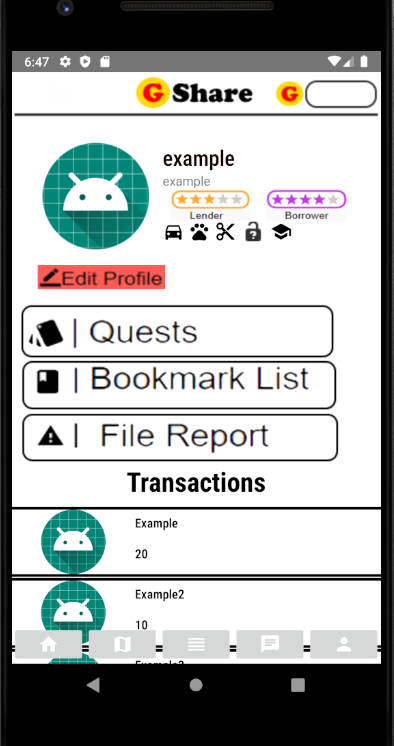 6:47
G Share G
example
example
Lender Borrower
Edit Profile
| Quests
| Bookmark List
| File Report
Transactions
Example
20
Example2
10
Example3